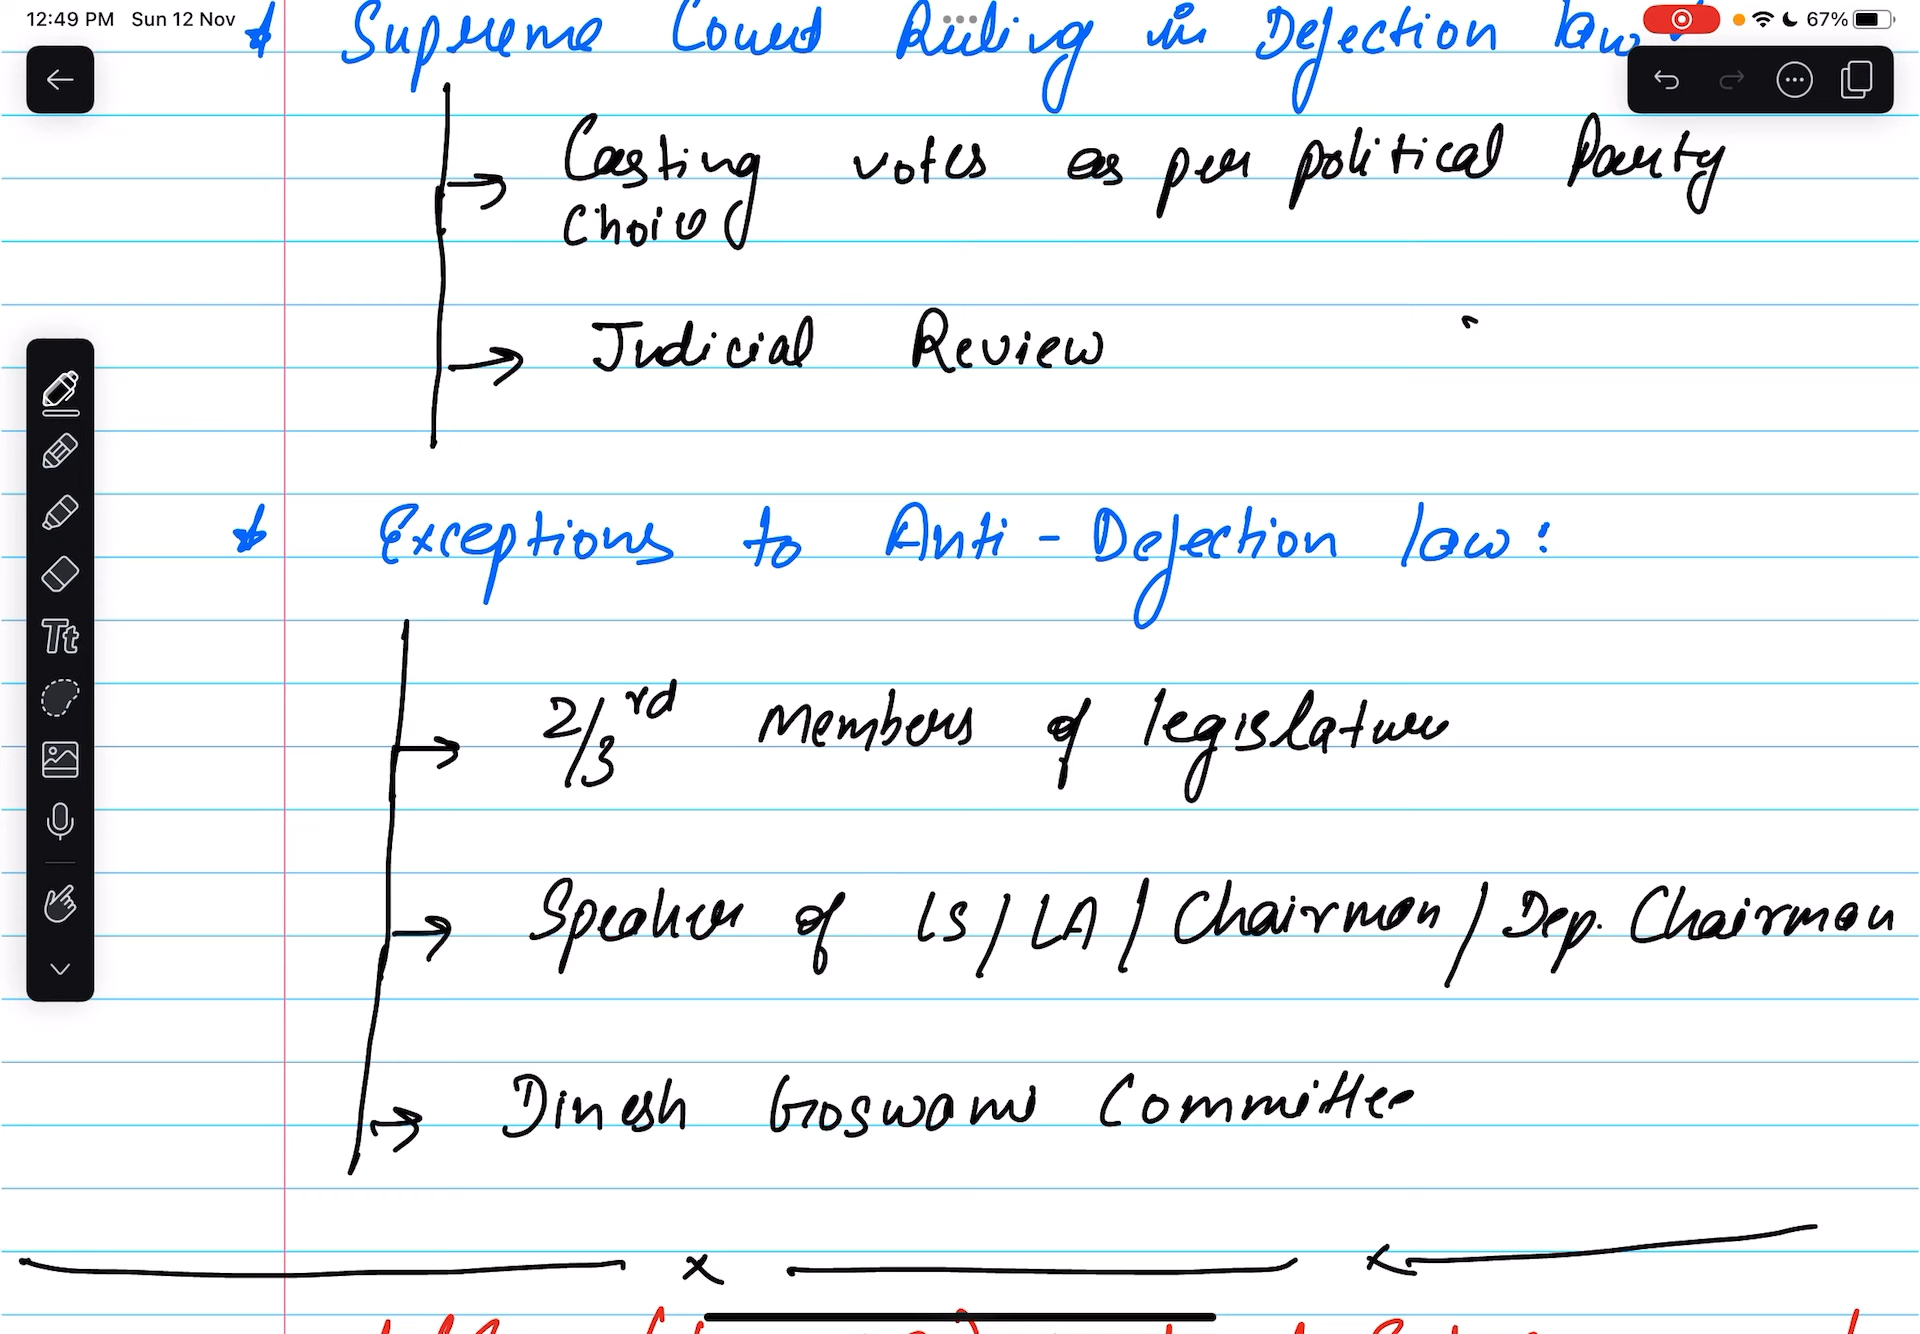 12:49 PM Sun 12 Nov
67%
Supreme Court Ruling in Defection law:
Casting votes as per political Party
Choice
Judicial Review
Exceptions to Anti - Defection law:
2/3rd Members of legislature
Speaker of LS/LA/Chairman/Dep. Chairman
Dinesh Goswami Committee
x x
Tt